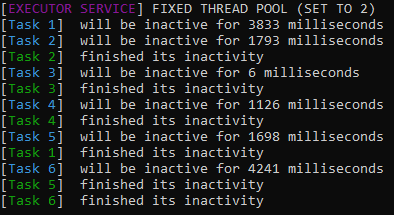 [EXECUTOR SERVICE] FIXED THREAD POOL (SET TO 2)
[Task 1]  will be inactive for 3833 milliseconds
[Task 2]  will be inactive for 1793 milliseconds
[Task 2]  finished its inactivity
[Task 3]  will be inactive for 6 milliseconds
[Task 3]  finished its inactivity
[Task 4]  will be inactive for 1126 milliseconds
[Task 4]  finished its inactivity
[Task 5]  will be inactive for 1698 milliseconds
[Task 1]  finished its inactivity
[Task 6]  will be inactive for 4241 milliseconds
[Task 5]  finished its inactivity
[Task 6]  finished its inactivity